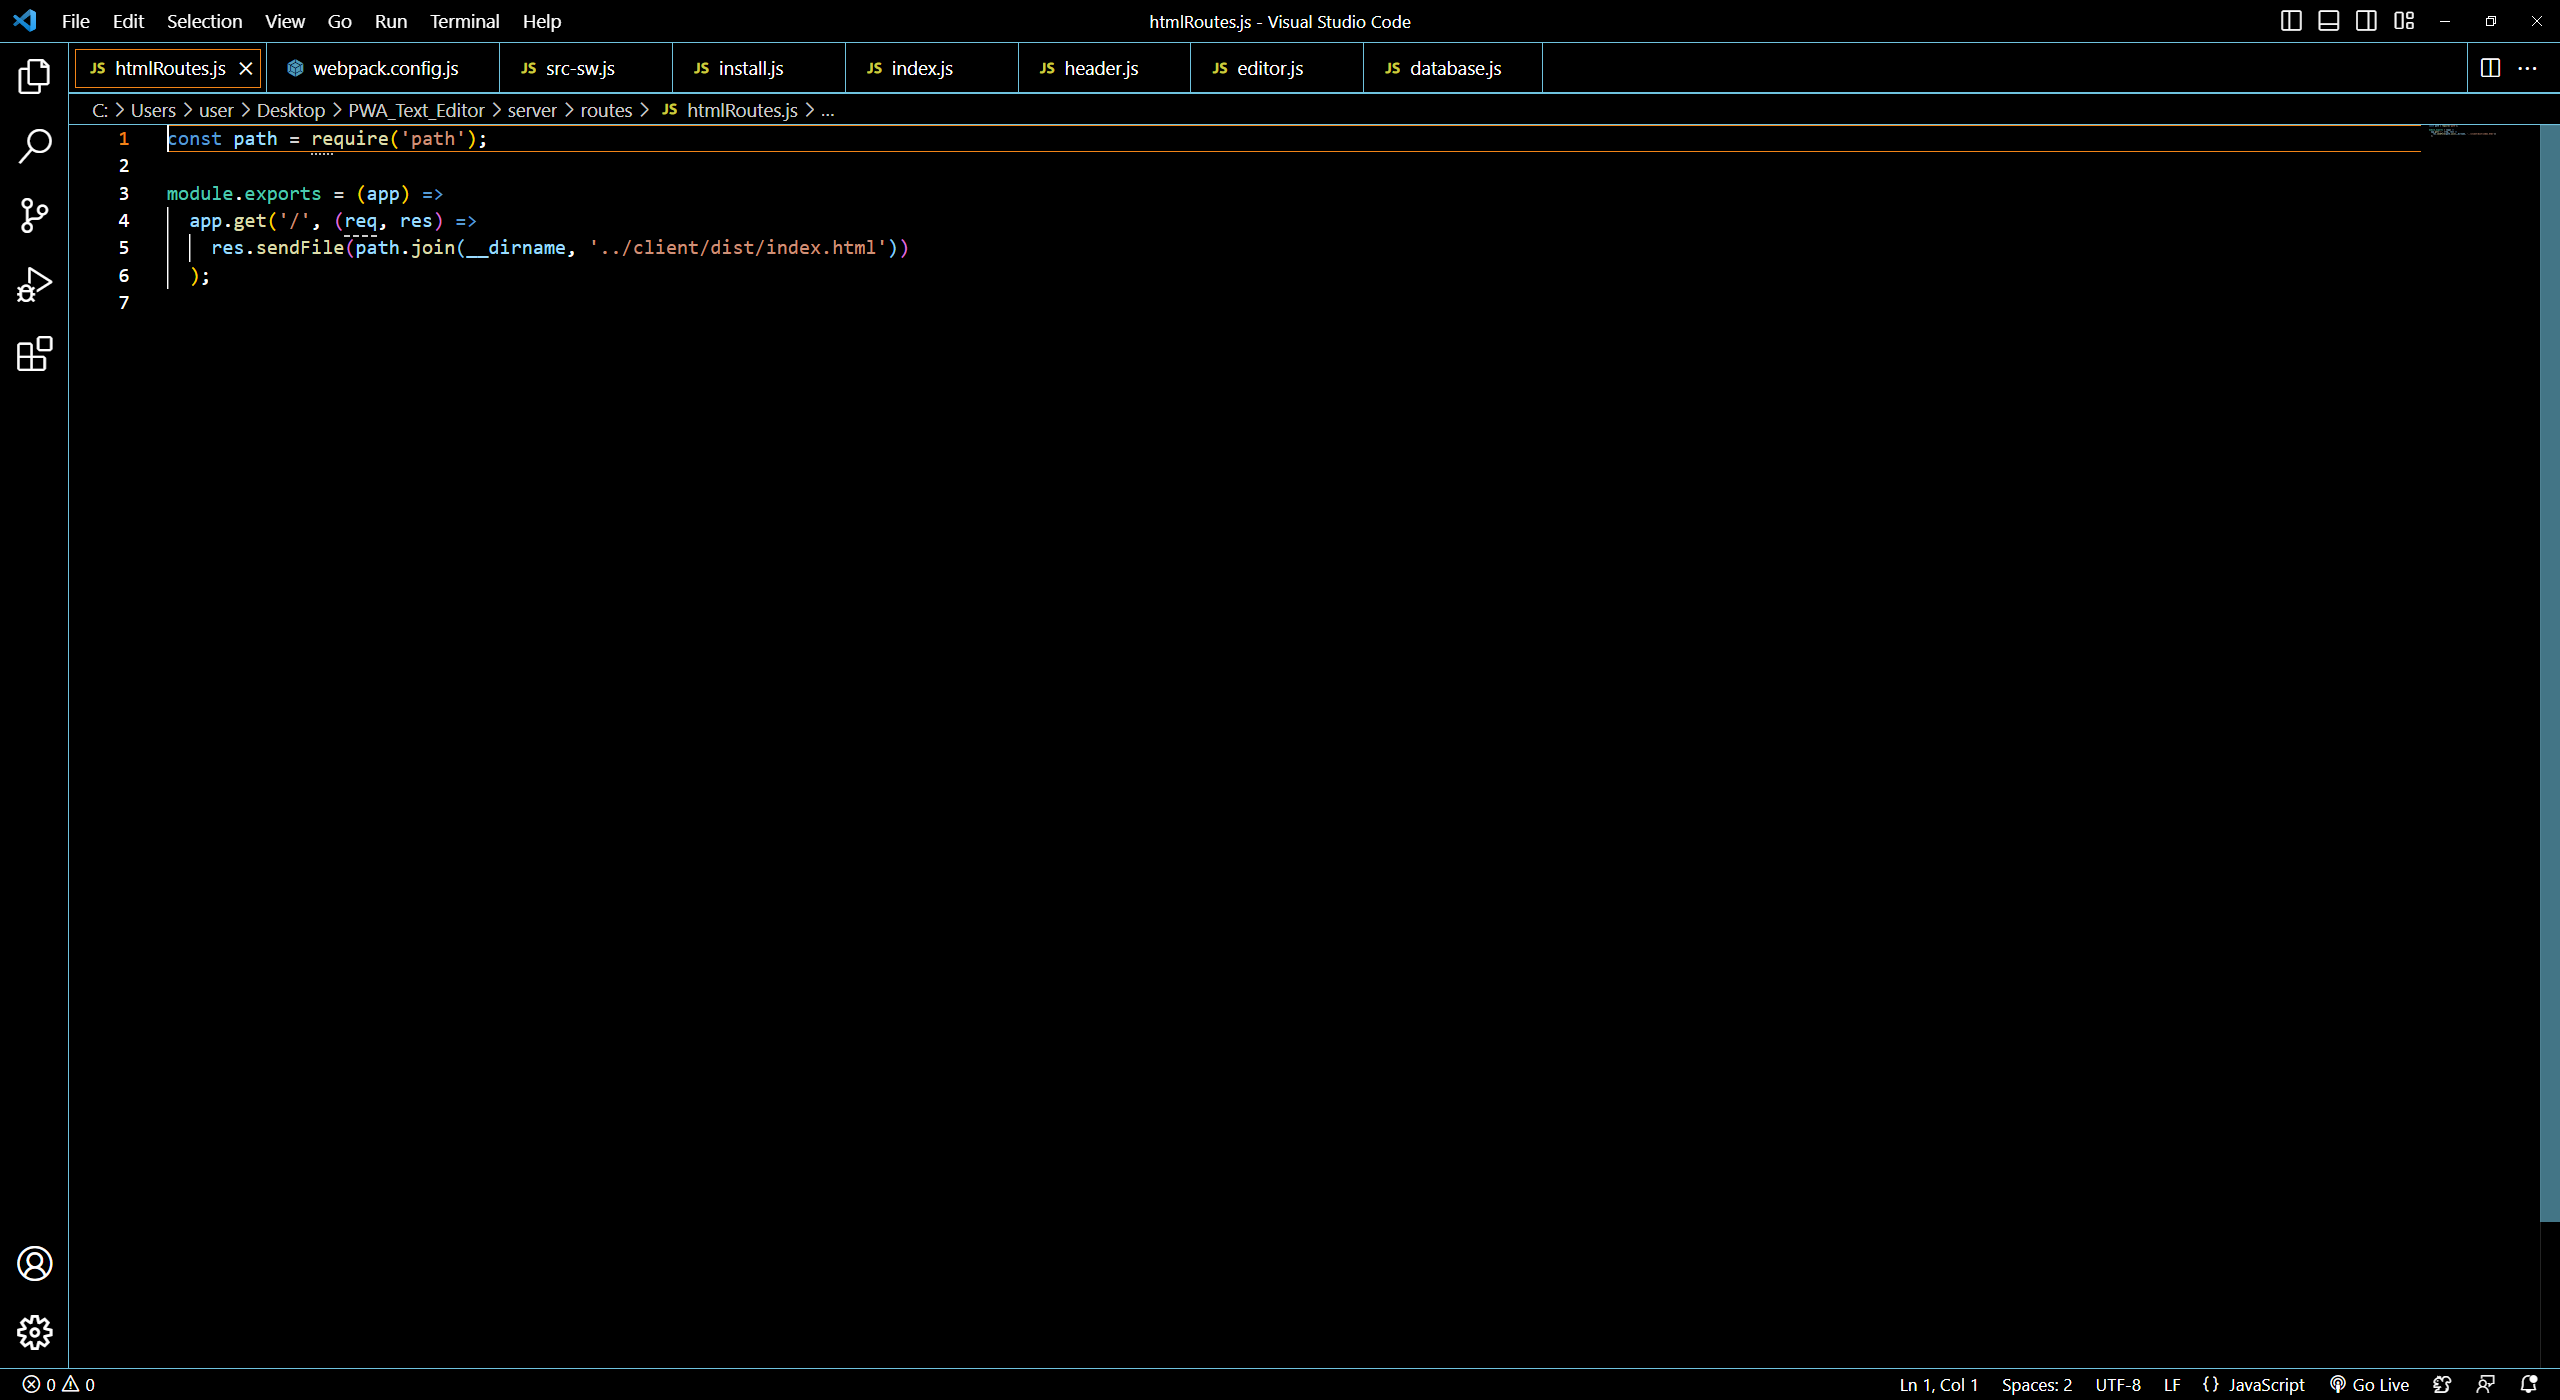 File Edit Selection View Go Run Terminal Help htmlRoutes.js - Visual Studio Code
JS htmlRoutes.js webpack.config.js JS src-sw.js JS install.js JS index.js JS header.js JS editor.js JS database.js
C: > Users > user > Desktop > PWA_Text_Editor > server > routes > JS htmlRoutes.js > ...
1 const path = require('path');
2
3 module.exports = (app) =>
4 app.get('/', (req, res) =>
5 res.sendFile(path.join(__dirname, '../client/dist/index.html'))
6 );
7
0 0 Ln 1, Col 1 Spaces: 2 UTF-8 LF {} JavaScript Go Live